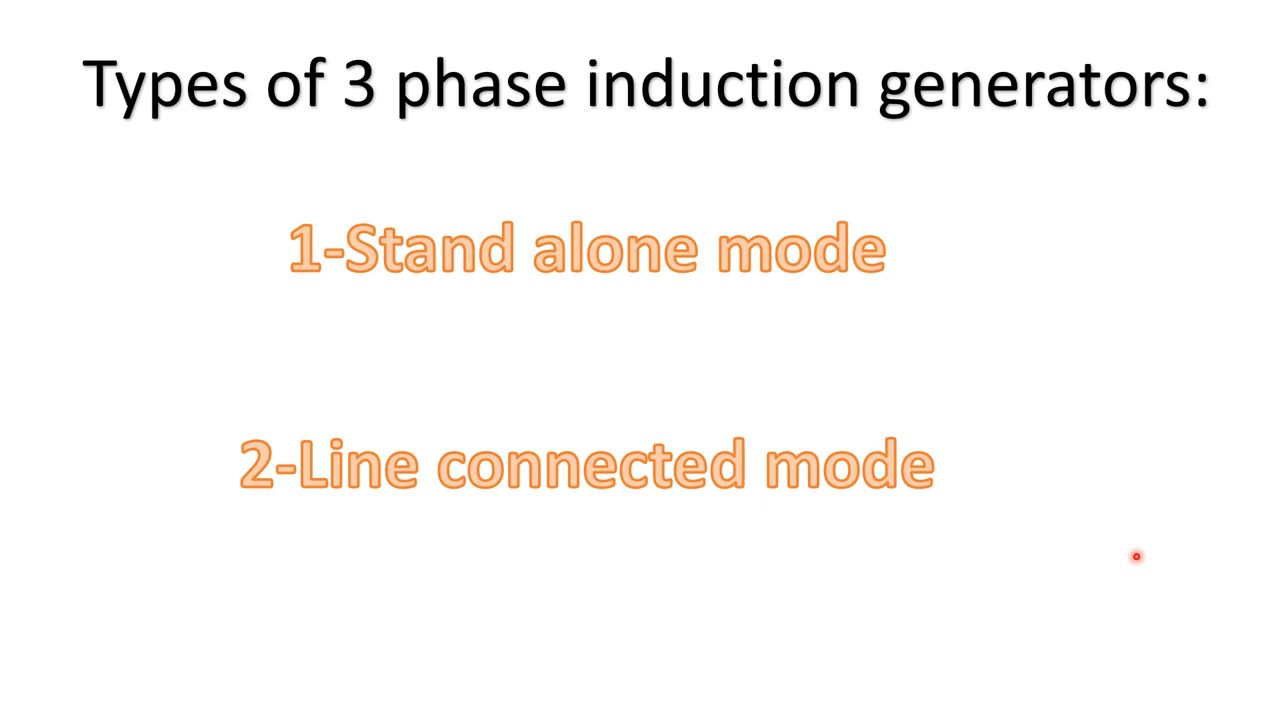 Types of 3 phase induction generators:
1-Stand alone mode
2-Line connected mode